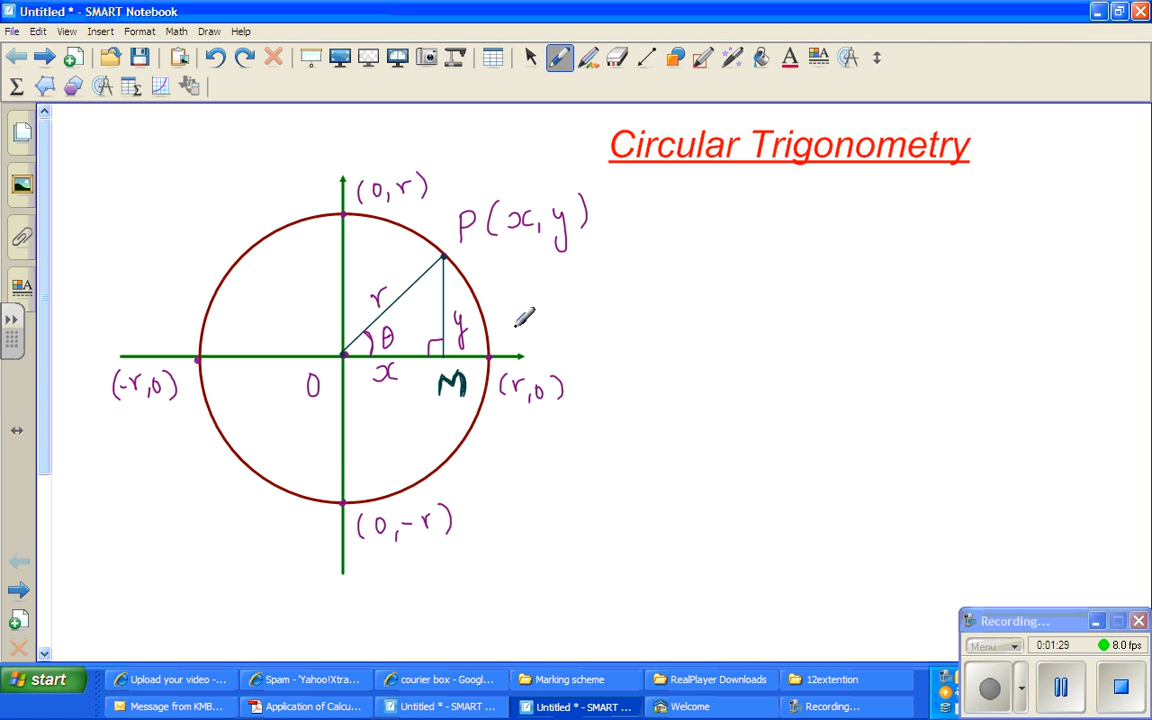 Untitled * - SMART Notebook
File Edit View Insert Format Math Draw Help
Circular Trigonometry
(0, r)
P(x, y)
r
θ
y
x
(-r, 0)
O
M
(r, 0)
(0, -r)
Recording...
Menu
0:01:29
8.0 fps
start
Upload your video -...
Spam - 'Yahoo!Xtra...
courier box - Googl...
Marking scheme
RealPlayer Downloads
12extention
Message from KMB...
Application of Calcu...
Untitled * - SMART ...
Untitled * - SMART ...
Welcome
Recording...